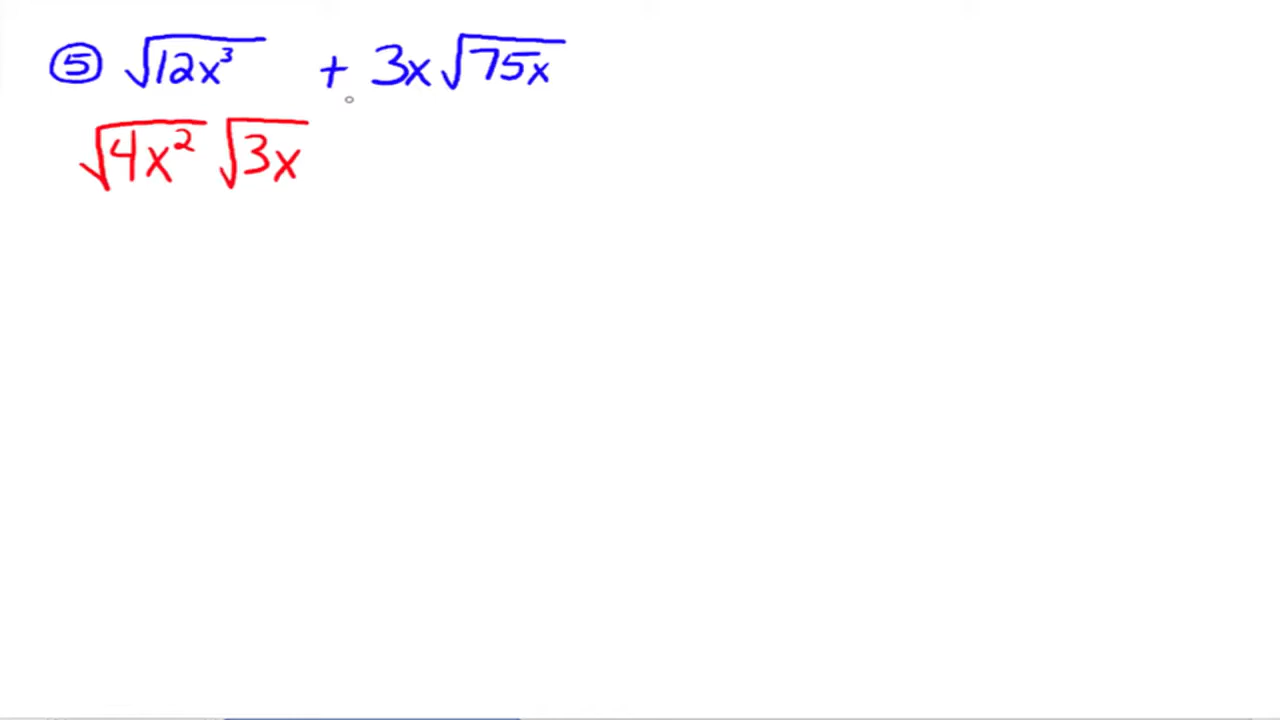 ⑤ √12x³ + 3x√75x
√4x² √3x